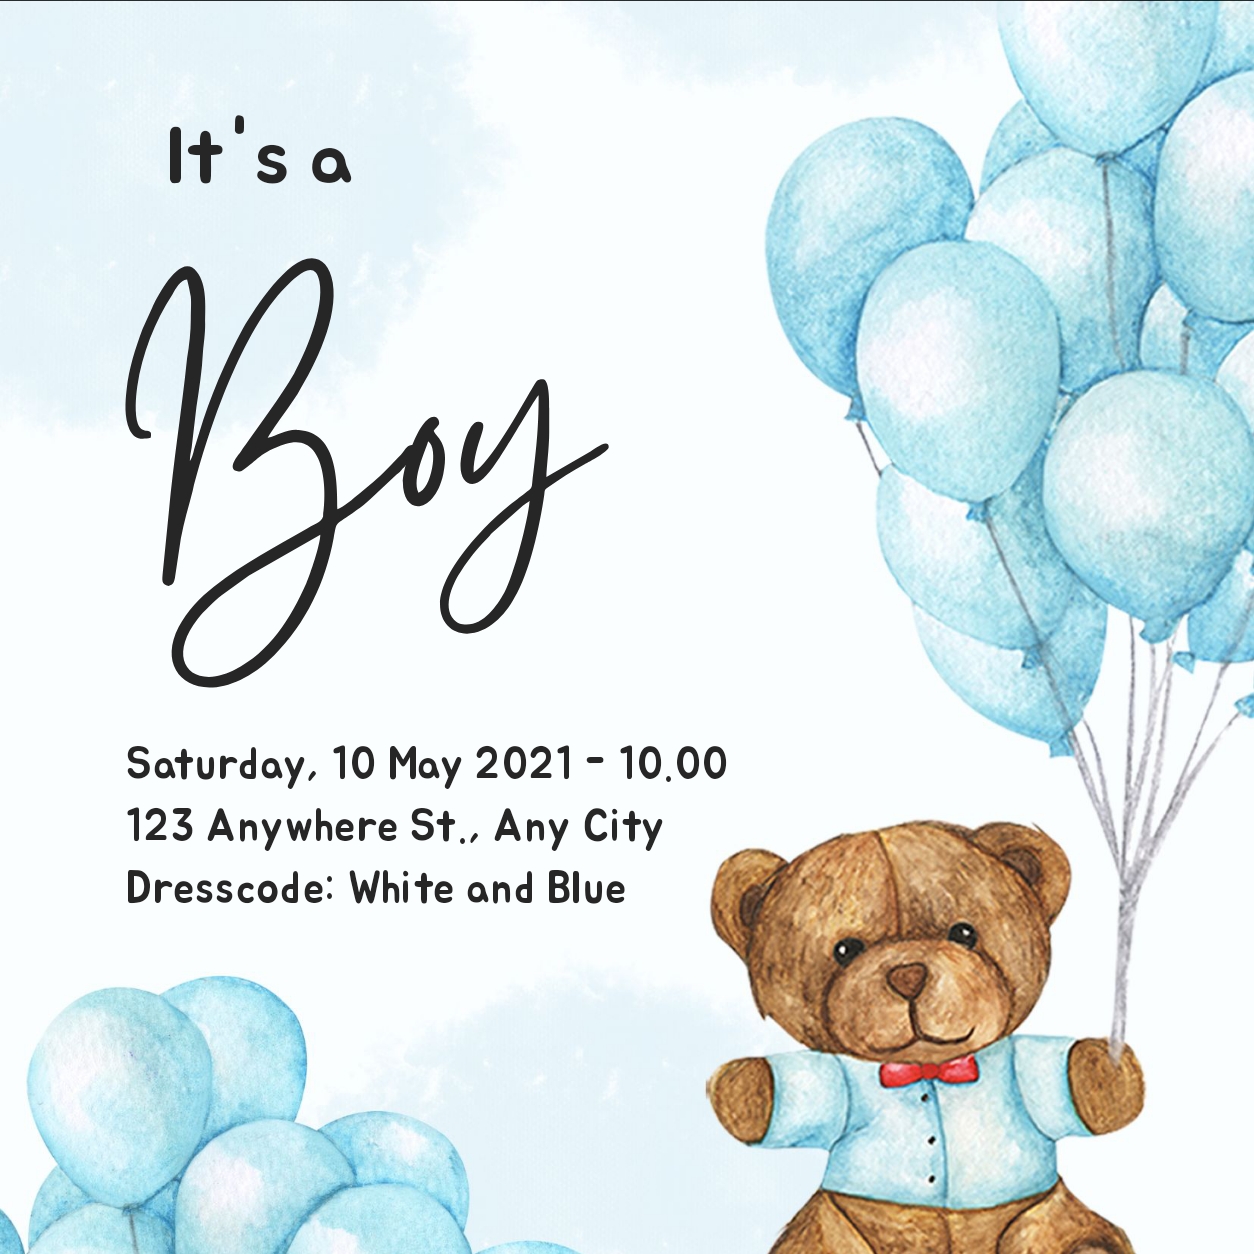 It's a
Boy
Saturday, 10 May 2021 - 10.00
123 Anywhere St., Any City
Dresscode: White and Blue